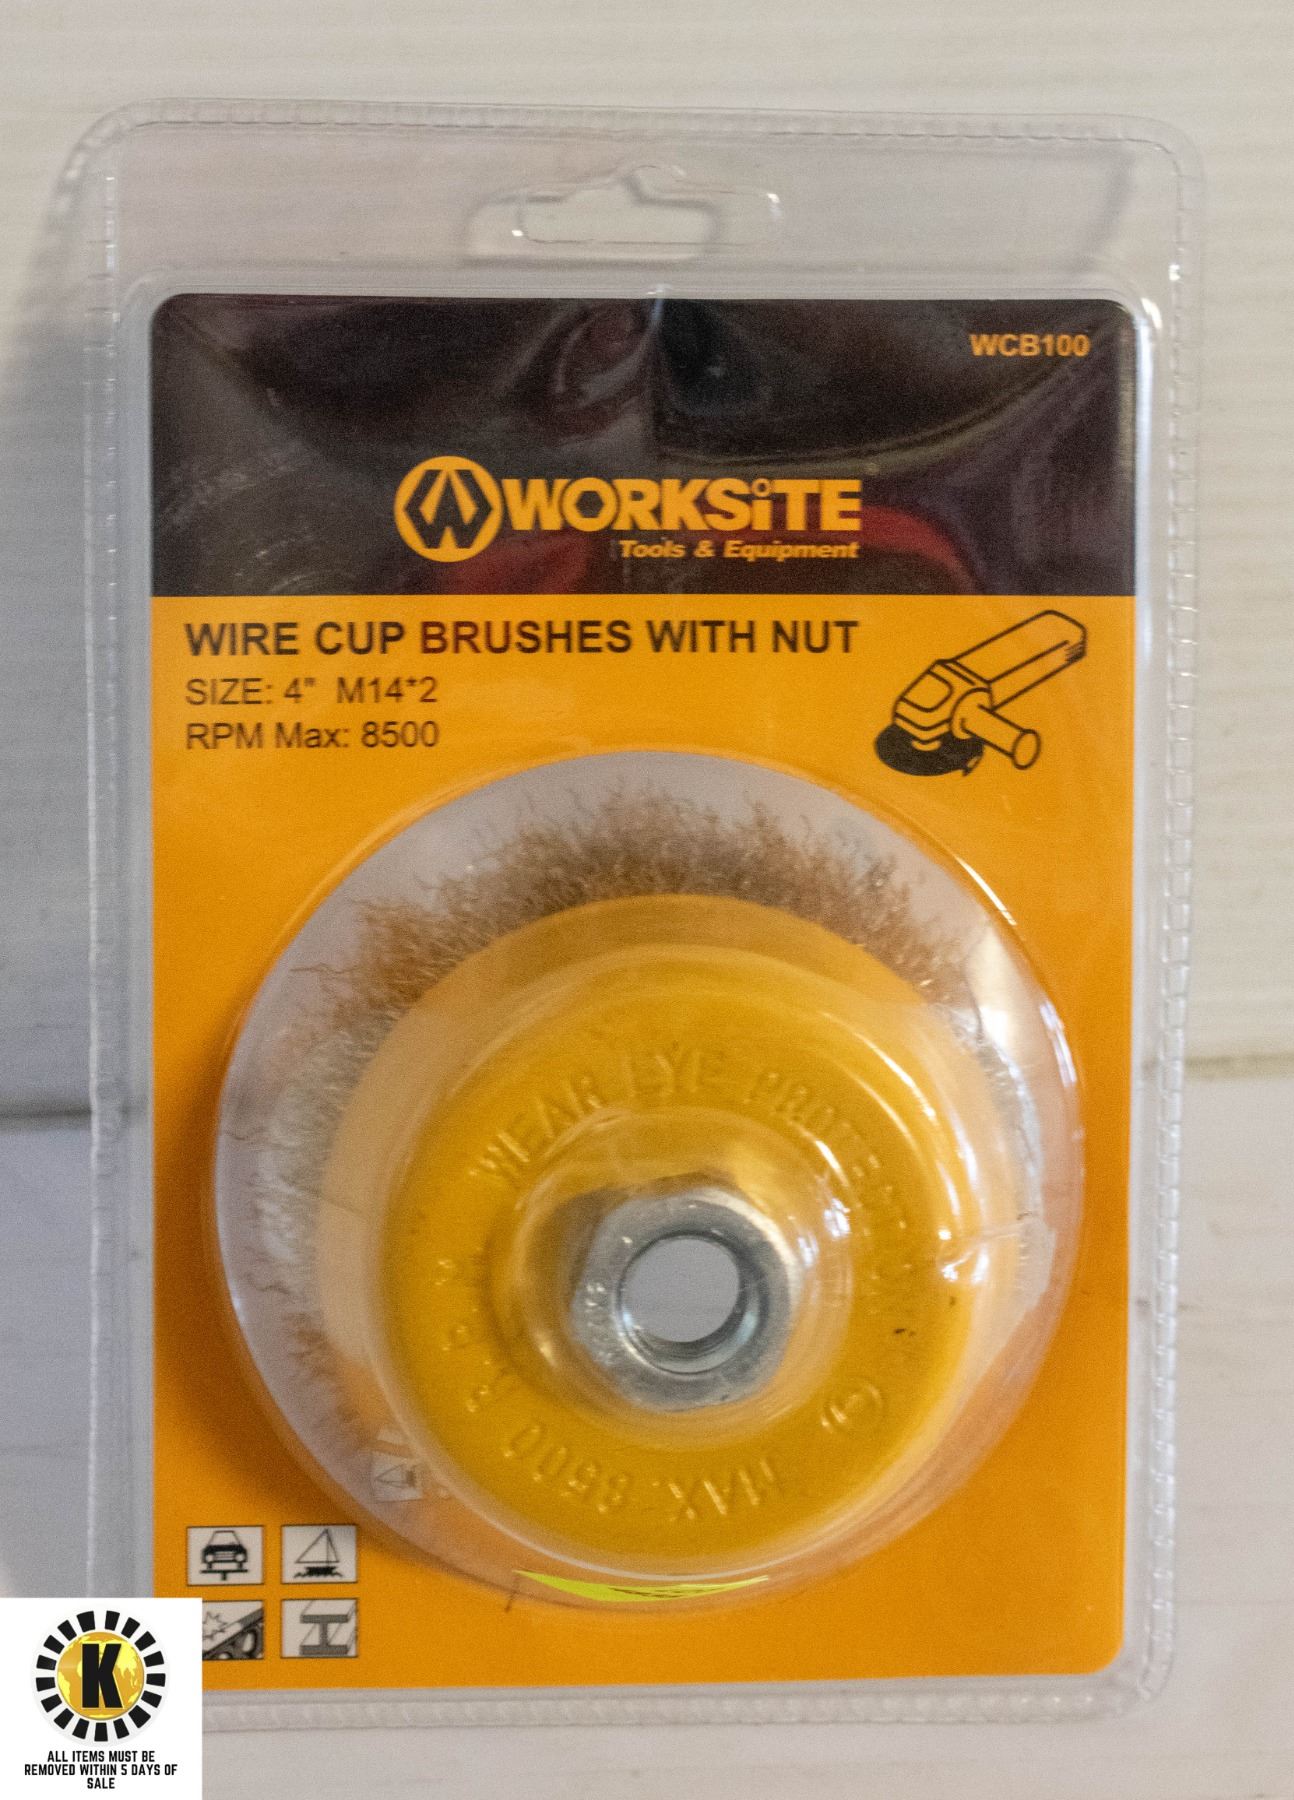 WCB100
WORKSiTE
Tools & Equipment
WIRE CUP BRUSHES WITH NUT
SIZE: 4" M14*2
RPM Max: 8500
WEAR EYE PROTECTION
MAX. 8500 R.P.M.
K
ALL ITEMS MUST BE
REMOVED WITHIN 5 DAYS OF
SALE